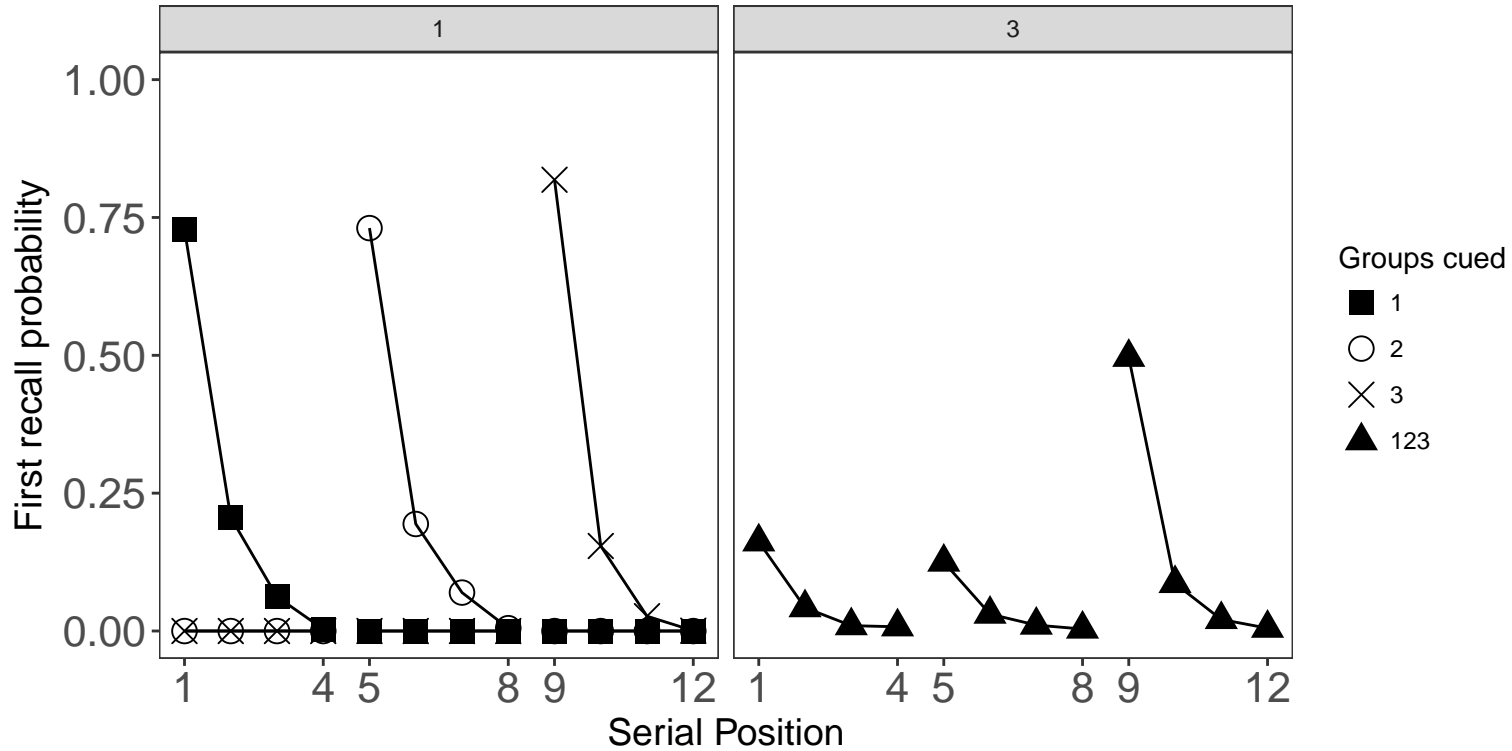 1
3
First recall probability
1.00
0.75
0.50
0.25
0.00
1 4 5 8 9 12
1 4 5 8 9 12
Serial Position
Groups cued
1
2
3
123